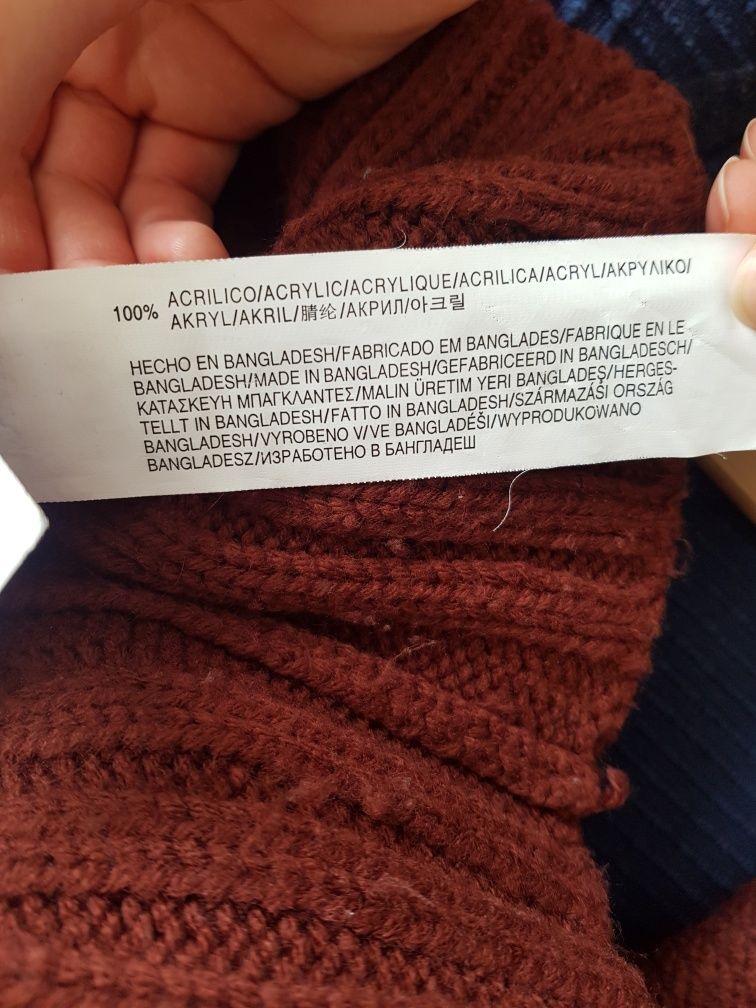 100% ACRILICO/ACRYLIC/ACRYLIQUE/ACRILICA/ACRYL/ΑΚΡΥΛΙΚΟ/
AKRYL/AKRIL/腈纶/АКРИЛ/아크릴
HECHO EN BANGLADESH/FABRICADO EM BANGLADES/FABRIQUE EN LE
BANGLADESH/MADE IN BANGLADESH/GEFABRICEERD IN BANGLADESCH/
ΚΑΤΑΣΚΕΥΗ ΜΠΑΓΚΛΑΝΤΕΣ/MALIN ÜRETIM YERI BANGLADEŞ/HERGES-
TELLT IN BANGLADESH/FATTO IN BANGLADESH/SZÁRMAZÁSI ORSZÁG
BANGLADESH/VYROBENO V/VE BANGLADÉŠI/WYPRODUKOWANO
BANGLADESZ/ИЗРАБОТЕНО В БАНГЛАДЕШ